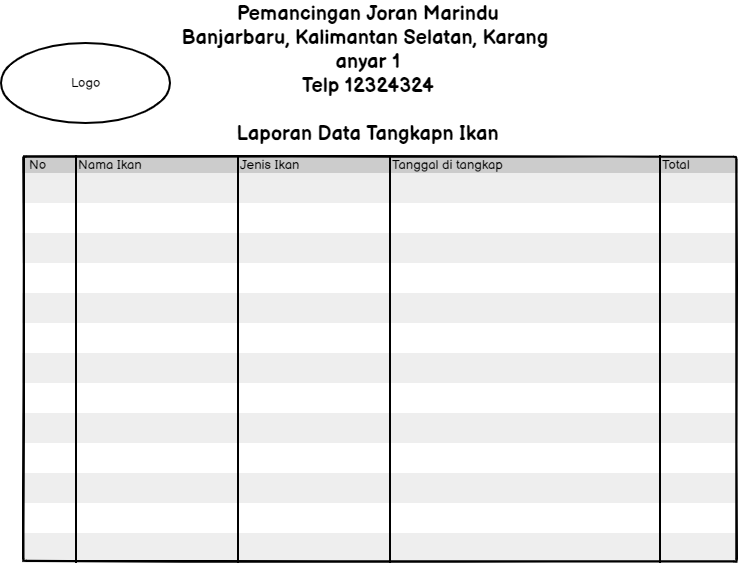 Pemancingan Joran Marindu
Banjarbaru, Kalimantan Selatan, Karang
anyar 1
Telp 12324324
Logo
Laporan Data Tangkapn Ikan
No Nama Ikan Jenis Ikan Tanggal di tangkap Total